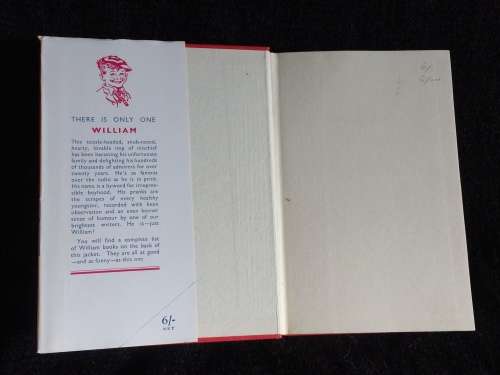 THERE IS ONLY ONE
WILLIAM
This tousle-headed, snub-nosed,
hearty, lovable imp of mischief
has been harassing his unfortunate
family and delighting his hundreds
of thousands of admirers for over
twenty years. He's as famous
over the radio as he is in print.
His name is a byword for irrepres-
sible boyhood. His pranks are
the scrapes of every healthy
youngster, recorded with keen
observation and an even keener
sense of humour by one of our
brightest writers. He is—just
William!
You will find a complete list
of William books on the back of
this jacket. They are all as good
—and as funny—as this one.
6/-
NET
6/-